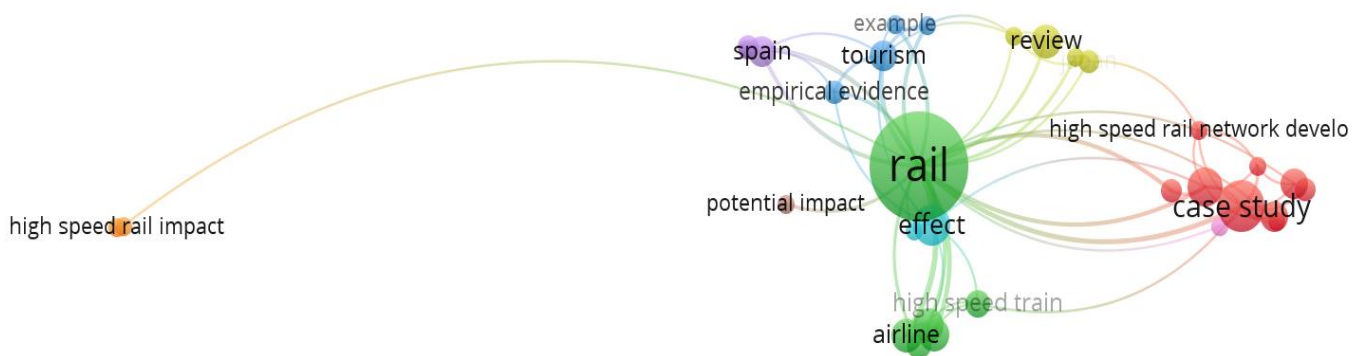 example
spain
tourism
review
empirical evidence
high speed rail network develo
rail
potential impact
case study
high speed rail impact
effect
high speed train
airline